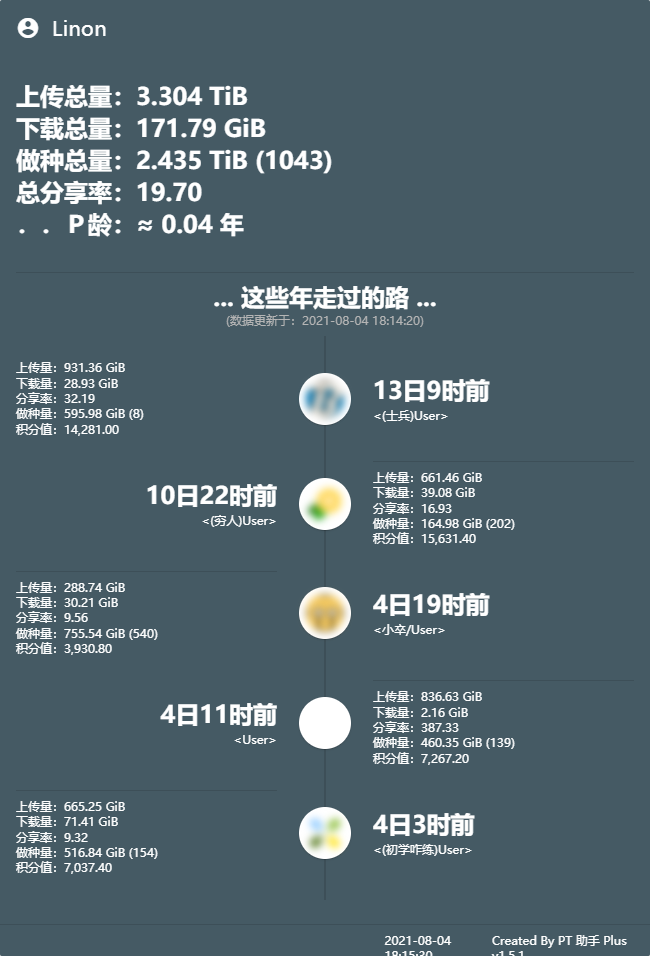 Linon
上传总量：3.304 TiB
下载总量：171.79 GiB
做种总量：2.435 TiB (1043)
总分享率：19.70
．．Ｐ龄：≈ 0.04 年
... 这些年走过的路 ...
(数据更新于：2021-08-04 18:14:20)
上传量：931.36 GiB
下载量：28.93 GiB
分享率：32.19
做种量：595.98 GiB (8)
积分值：14,281.00
13日9时前
<(士兵)User>
10日22时前
<(穷人)User>
上传量：661.46 GiB
下载量：39.08 GiB
分享率：16.93
做种量：164.98 GiB (202)
积分值：15,631.40
上传量：288.74 GiB
下载量：30.21 GiB
分享率：9.56
做种量：755.54 GiB (540)
积分值：3,930.80
4日19时前
<小卒/User>
4日11时前
<User>
上传量：836.63 GiB
下载量：2.16 GiB
分享率：387.33
做种量：460.35 GiB (139)
积分值：7,267.20
上传量：665.25 GiB
下载量：71.41 GiB
分享率：9.32
做种量：516.84 GiB (154)
积分值：7,037.40
4日3时前
<(初学咋练)User>
2021-08-04
18:15:30
Created By PT 助手 Plus
v1.5.1